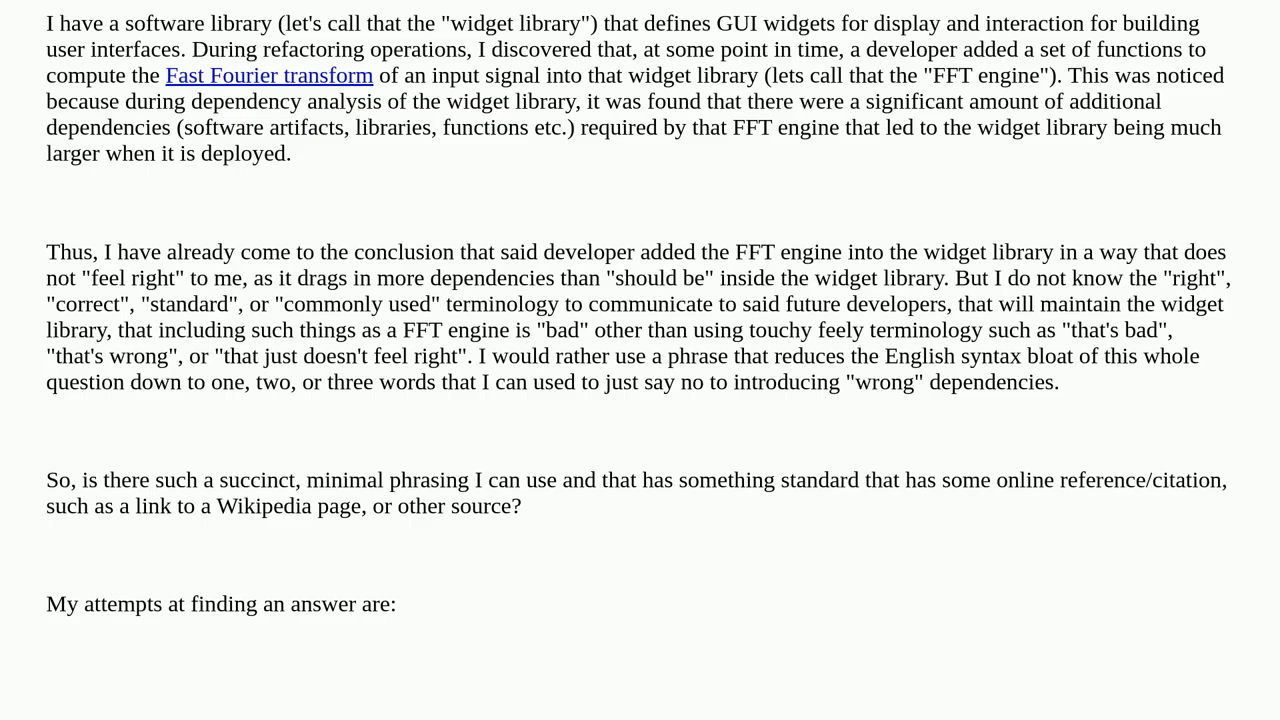 I have a software library (let's call that the "widget library") that defines GUI widgets for display and interaction for building
user interfaces. During refactoring operations, I discovered that, at some point in time, a developer added a set of functions to
compute the Fast Fourier transform of an input signal into that widget library (lets call that the "FFT engine"). This was noticed
because during dependency analysis of the widget library, it was found that there were a significant amount of additional
dependencies (software artifacts, libraries, functions etc.) required by that FFT engine that led to the widget library being much
larger when it is deployed.
Thus, I have already come to the conclusion that said developer added the FFT engine into the widget library in a way that does
not "feel right" to me, as it drags in more dependencies than "should be" inside the widget library. But I do not know the "right",
"correct", "standard", or "commonly used" terminology to communicate to said future developers, that will maintain the widget
library, that including such things as a FFT engine is "bad" other than using touchy feely terminology such as "that's bad",
"that's wrong", or "that just doesn't feel right". I would rather use a phrase that reduces the English syntax bloat of this whole
question down to one, two, or three words that I can used to just say no to introducing "wrong" dependencies.
So, is there such a succinct, minimal phrasing I can use and that has something standard that has some online reference/citation,
such as a link to a Wikipedia page, or other source?
My attempts at finding an answer are: